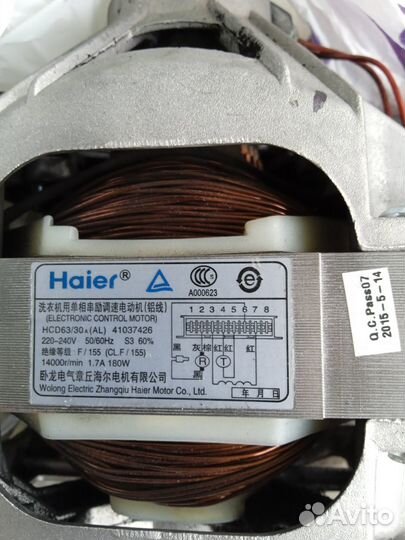 Haier®
A000623
洗衣机用单相串励调速电动机(铝线)
(ELECTRONIC CONTROL MOTOR)
HCD63/30A(AL) 41037426
220-240V 50/60Hz S3 60%
绝缘等级 F/155 (CL.F/155)
14000r/min 1.7A 180W
卧龙电气章丘海尔电机有限公司
Wolong Electric Zhangqiu Haier Motor Co., Ltd.
1 2 3 4 5 6 7 8
黑 灰 棕 红 红
R T
黑
年 月 日
Q.C.Pass07
2015-5-14
Avito